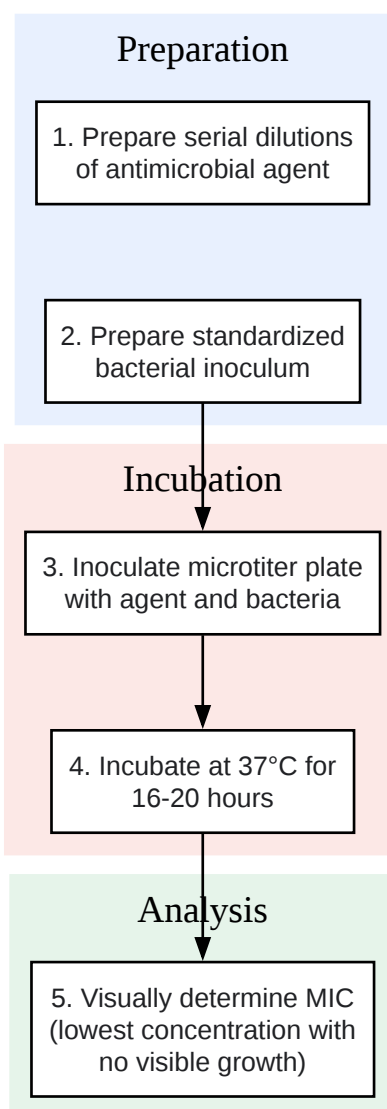 Preparation
1. Prepare serial dilutions
of antimicrobial agent
2. Prepare standardized
bacterial inoculum
Incubation
3. Inoculate microtiter plate
with agent and bacteria
4. Incubate at 37°C for
16-20 hours
Analysis
5. Visually determine MIC
(lowest concentration with
no visible growth)